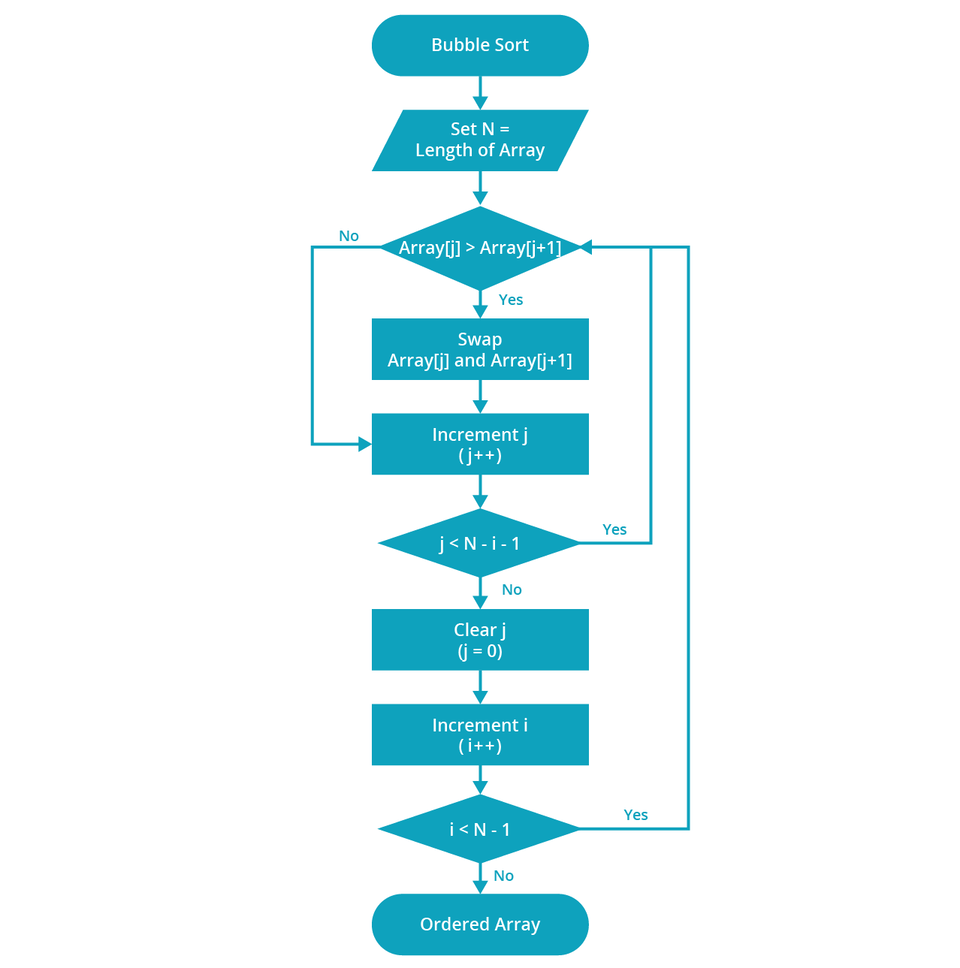 Bubble Sort
Set N =
Length of Array
No
Array[j] > Array[j+1]
Yes
Swap
Array[j] and Array[j+1]
Increment j
( j++)
Yes
j < N - i - 1
No
Clear j
(j = 0)
Increment i
( i++)
Yes
i < N - 1
No
Ordered Array